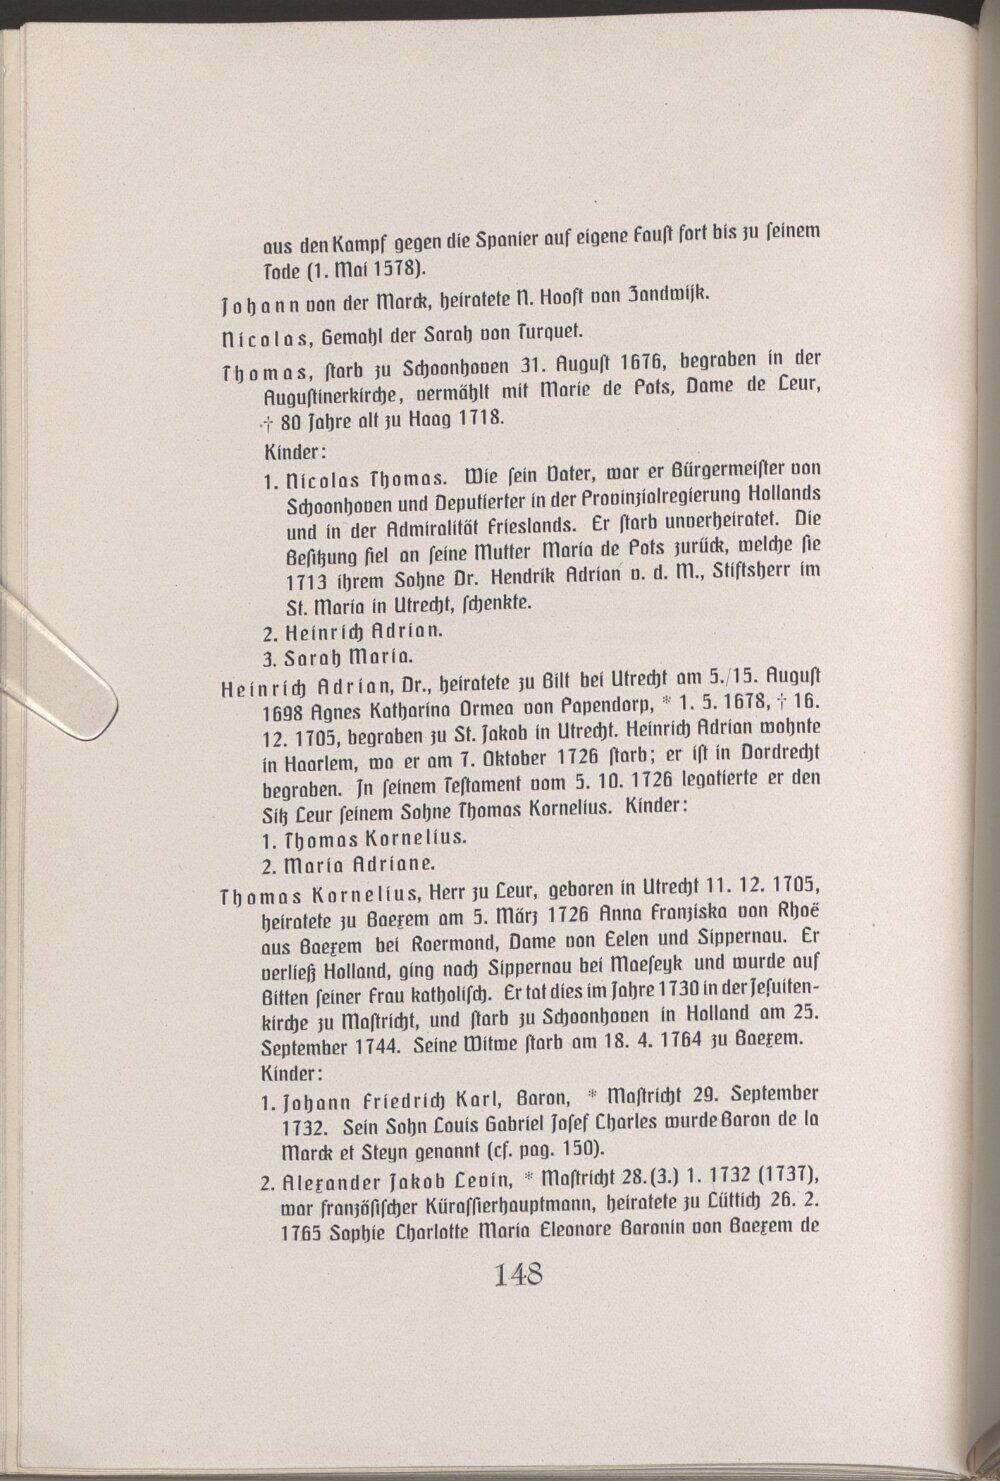 aus den Kampf gegen die Spanier auf eigene Faust fort bis zu seinem
Tode (1. Mai 1578).
Johann von der Marck, heiratete N. Hooft van Zandwijk.
Nicolas, Gemahl der Sarah von Turquet.
Thomas, starb zu Schoonhoven 31. August 1676, begraben in der
Augustinerkirche, vermählt mit Marie de Pots, Dame de Leur,
† 80 Jahre alt zu Haag 1718.
Kinder:
1. Nicolas Thomas. Wie sein Vater, war er Bürgermeister von
Schoonhoven und Deputierter in der Provinzialregierung Hollands
und in der Admiralität Frieslands. Er starb unverheiratet. Die
Besitzung fiel an seine Mutter Maria de Pots zurück, welche sie
1713 ihrem Sohne Dr. Hendrik Adrian v. d. M., Stiftsherr im
St. Maria in Utrecht, schenkte.
2. Heinrich Adrian.
3. Sarah Maria.
Heinrich Adrian, Dr., heiratete zu Bilt bei Utrecht am 5./15. August
1698 Agnes Katharina Ormea von Papendorp, * 1. 5. 1678, † 16.
12. 1705, begraben zu St. Jakob in Utrecht. Heinrich Adrian wohnte
in Haarlem, wo er am 7. Oktober 1726 starb; er ist in Dordrecht
begraben. In seinem Testament vom 5. 10. 1726 legatierte er den
Sitz Leur seinem Sohne Thomas Kornelius. Kinder:
1. Thomas Kornelius.
2. Maria Adriane.
Thomas Kornelius, Herr zu Leur, geboren in Utrecht 11. 12. 1705,
heiratete zu Baexem am 5. März 1726 Anna Franziska von Rhoë
aus Baexem bei Roermond, Dame von Eelen und Sippernau. Er
verließ Holland, ging nach Sippernau bei Maeseyk und wurde auf
Bitten seiner Frau katholisch. Er tat dies im Jahre 1730 in der Jesuiten-
kirche zu Mastricht, und starb zu Schoonhoven in Holland am 25.
September 1744. Seine Witwe starb am 18. 4. 1764 zu Baexem.
Kinder:
1. Johann Friedrich Karl, Baron, * Mastricht 29. September
1732. Sein Sohn Louis Gabriel Josef Charles wurde Baron de la
Marck et Steyn genannt (cf. pag. 150).
2. Alexander Jakob Levin, * Mastricht 28. (3.) 1. 1732 (1737),
war französischer Kürassierhauptmann, heiratete zu Lüttich 26. 2.
1765 Sophie Charlotte Maria Eleonore Baronin von Baexem de
148